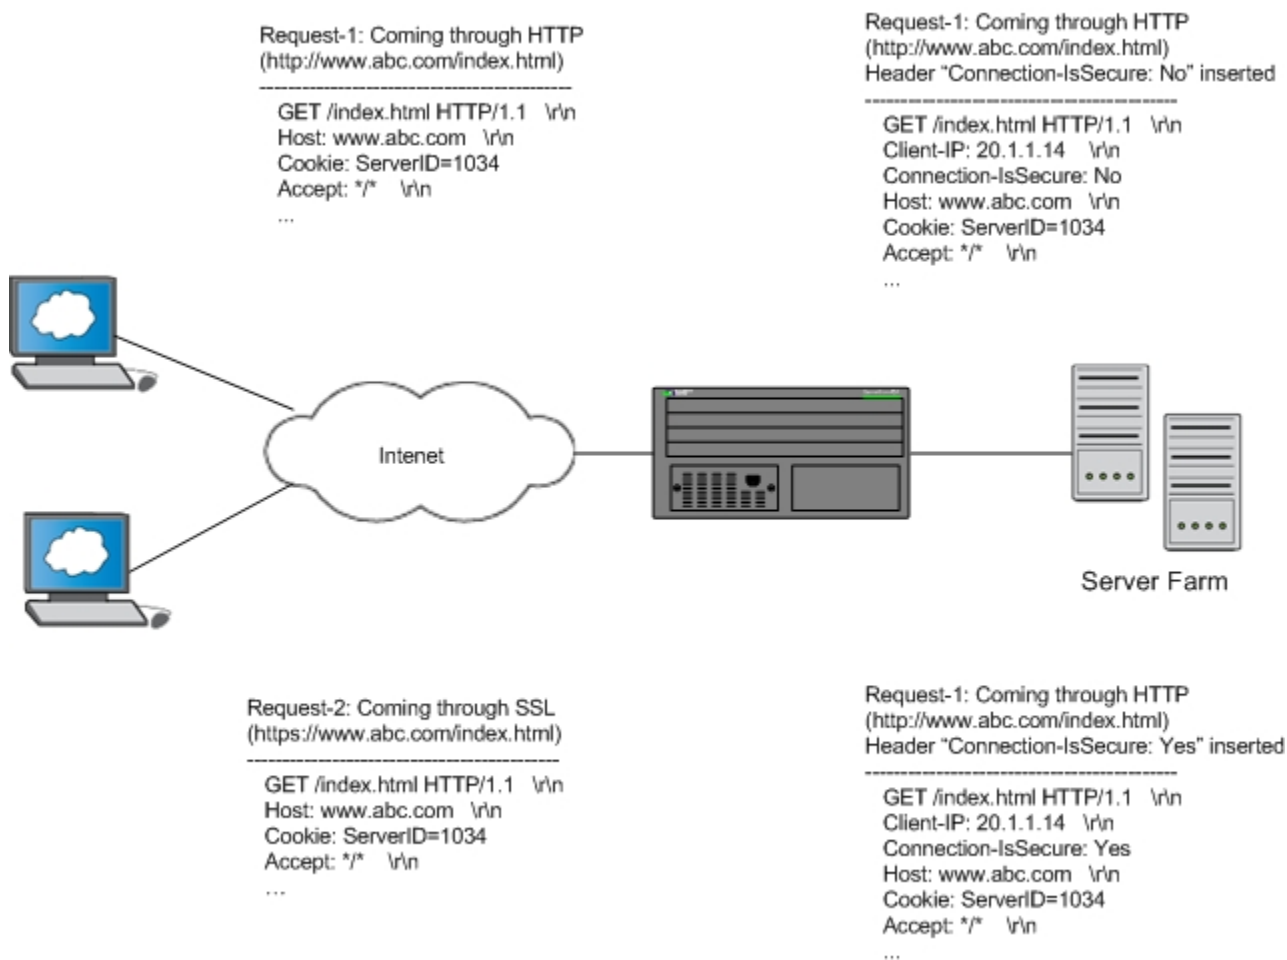 Request-1: Coming through HTTP
(http://www.abc.com/index.html)
--------------------------------------------
GET /index.html HTTP/1.1 \r\n
Host: www.abc.com \r\n
Cookie: ServerID=1034
Accept: */* \r\n
...
Request-1: Coming through HTTP
(http://www.abc.com/index.html)
Header “Connection-IsSecure: No” inserted
--------------------------------------------
GET /index.html HTTP/1.1 \r\n
Client-IP: 20.1.1.14 \r\n
Connection-IsSecure: No
Host: www.abc.com \r\n
Cookie: ServerID=1034
Accept: */* \r\n
...
Intenet
Server Farm
Request-2: Coming through SSL
(https://www.abc.com/index.html)
--------------------------------------------
GET /index.html HTTP/1.1 \r\n
Host: www.abc.com \r\n
Cookie: ServerID=1034
Accept: */* \r\n
...
Request-1: Coming through HTTP
(http://www.abc.com/index.html)
Header “Connection-IsSecure: Yes” inserted
--------------------------------------------
GET /index.html HTTP/1.1 \r\n
Client-IP: 20.1.1.14 \r\n
Connection-IsSecure: Yes
Host: www.abc.com \r\n
Cookie: ServerID=1034
Accept: */* \r\n
...